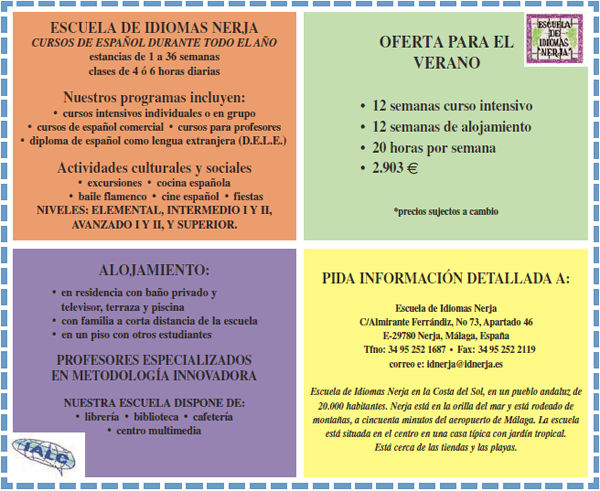 ESCUELA DE IDIOMAS NERJA
CURSOS DE ESPAÑOL DURANTE TODO EL AÑO
estancias de 1 a 36 semanas
clases de 4 ó 6 horas diarias
Nuestros programas incluyen:
• cursos intensivos individuales o en grupo
• cursos de español comercial • cursos para profesores
• diploma de español como lengua extranjera (D.E.L.E.)
Actividades culturales y sociales
• excursiones • cocina española
• baile flamenco • cine español • fiestas
NIVELES: ELEMENTAL, INTERMEDIO I Y II,
AVANZADO I Y II, Y SUPERIOR.
ESCUELA
DE
IDIOMAS
"NERJA"
OFERTA PARA EL
VERANO
• 12 semanas curso intensivo
• 12 semanas de alojamiento
• 20 horas por semana
• 2.903 €
*precios sujectos a cambio
ALOJAMIENTO:
• en residencia con baño privado y
televisor, terraza y piscina
• con familia a corta distancia de la escuela
• en un piso con otros estudiantes
PROFESORES ESPECIALIZADOS
EN METODOLOGÍA INNOVADORA
NUESTRA ESCUELA DISPONE DE:
• librería • biblioteca • cafetería
• centro multimedia
IALC
PIDA INFORMACIÓN DETALLADA A:
Escuela de Idiomas Nerja
C/Almirante Ferrándiz, No 73, Apartado 46
E-29780 Nerja, Málaga, España
Tfno: 34 95 252 1687 • Fax: 34 95 252 2119
correo e: idnerja@idnerja.es
Escuela de Idiomas Nerja en la Costa del Sol, en un pueblo andaluz de
20.000 habitantes. Nerja está en la orilla del mar y está rodeado de
montañas, a cincuenta minutos del aeropuerto de Málaga. La escuela
está situada en el centro en una casa típica con jardín tropical.
Está cerca de las tiendas y las playas.